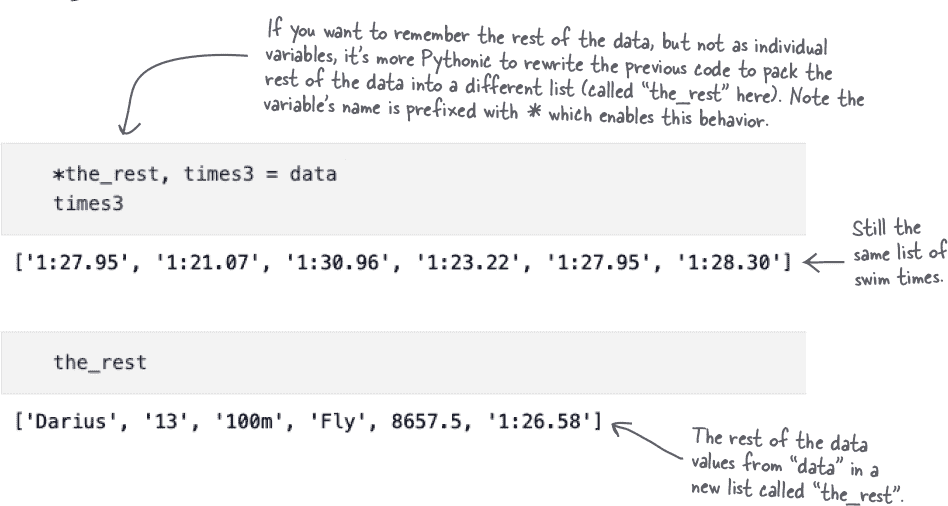 If you want to remember the rest of the data, but not as individual
variables, it's more Pythonic to rewrite the previous code to pack the
rest of the data into a different list (called "the_rest" here). Note the
variable's name is prefixed with * which enables this behavior.
*the_rest, times3 = data
times3
['1:27.95', '1:21.07', '1:30.96', '1:23.22', '1:27.95', '1:28.30']
Still the
same list of
swim times.
the_rest
['Darius', '13', '100m', 'Fly', 8657.5, '1:26.58']
The rest of the data
values from "data" in a
new list called "the_rest".